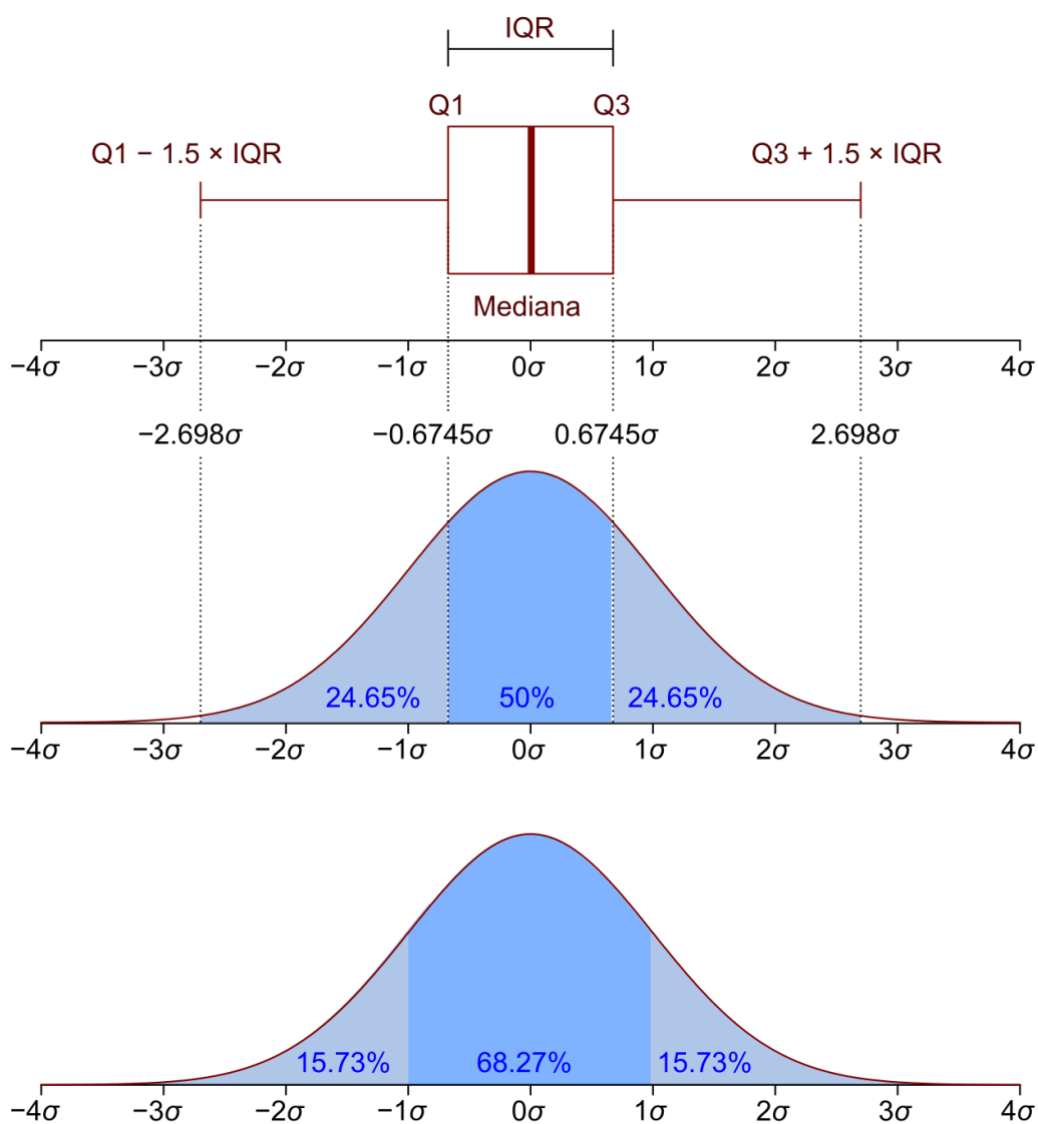 IQR
Q1 Q3
Q1 − 1.5 × IQR Q3 + 1.5 × IQR
Mediana
−4σ −3σ −2σ −1σ 0σ 1σ 2σ 3σ 4σ
−2.698σ −0.6745σ 0.6745σ 2.698σ
24.65% 50% 24.65%
−4σ −3σ −2σ −1σ 0σ 1σ 2σ 3σ 4σ
15.73% 68.27% 15.73%
−4σ −3σ −2σ −1σ 0σ 1σ 2σ 3σ 4σ